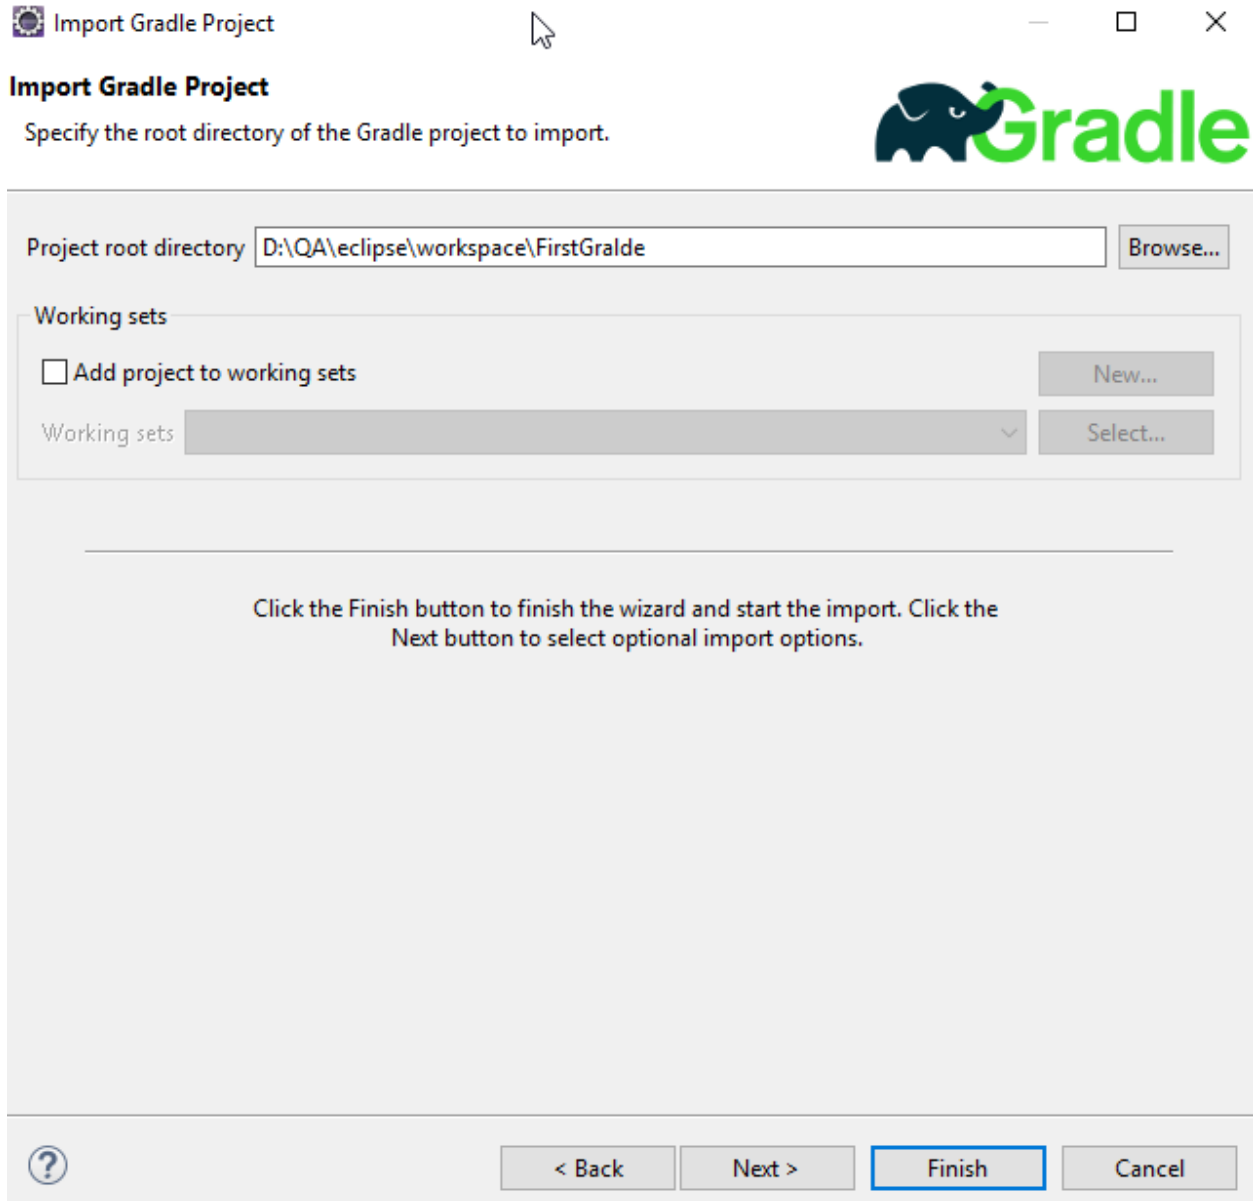 Import Gradle Project
Import Gradle Project
Specify the root directory of the Gradle project to import.
Gradle
Project root directory D:\QA\eclipse\workspace\FirstGralde Browse...
Working sets
Add project to working sets New...
Working sets Select...
Click the Finish button to finish the wizard and start the import. Click the
Next button to select optional import options.
? < Back Next > Finish Cancel